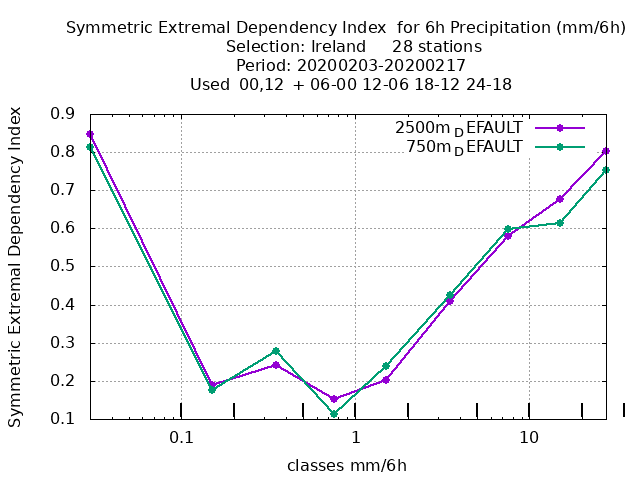 Symmetric Extremal Dependency Index  for 6h Precipitation (mm/6h)
Selection: Ireland     28 stations
Period: 20200203-20200217
Used  00,12  + 06-00 12-06 18-12 24-18
Symmetric Extremal Dependency Index
0.9
0.8
0.7
0.6
0.5
0.4
0.3
0.2
0.1
2500m_DEFAULT
750m_DEFAULT
0.1 1 10
classes mm/6h